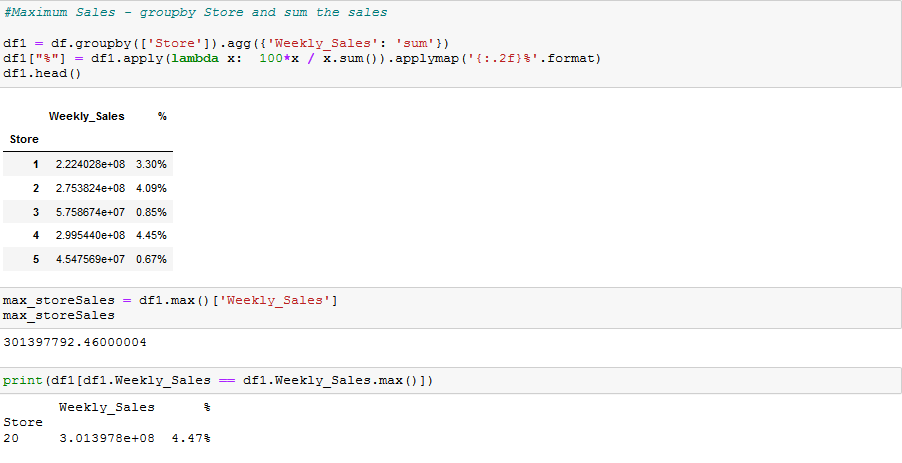 #Maximum Sales - groupby Store and sum the sales
df1 = df.groupby(['Store']).agg({'Weekly_Sales': 'sum'})
df1["%"] = df1.apply(lambda x:  100*x / x.sum()).applymap('{:.2f}%'.format)
df1.head()
Weekly_Sales %
Store
1 2.224028e+08 3.30%
2 2.753824e+08 4.09%
3 5.758674e+07 0.85%
4 2.995440e+08 4.45%
5 4.547569e+07 0.67%
max_storeSales = df1.max()['Weekly_Sales']
max_storeSales
301397792.46000004
print(df1[df1.Weekly_Sales == df1.Weekly_Sales.max()])
Weekly_Sales %
Store
20 3.013978e+08 4.47%